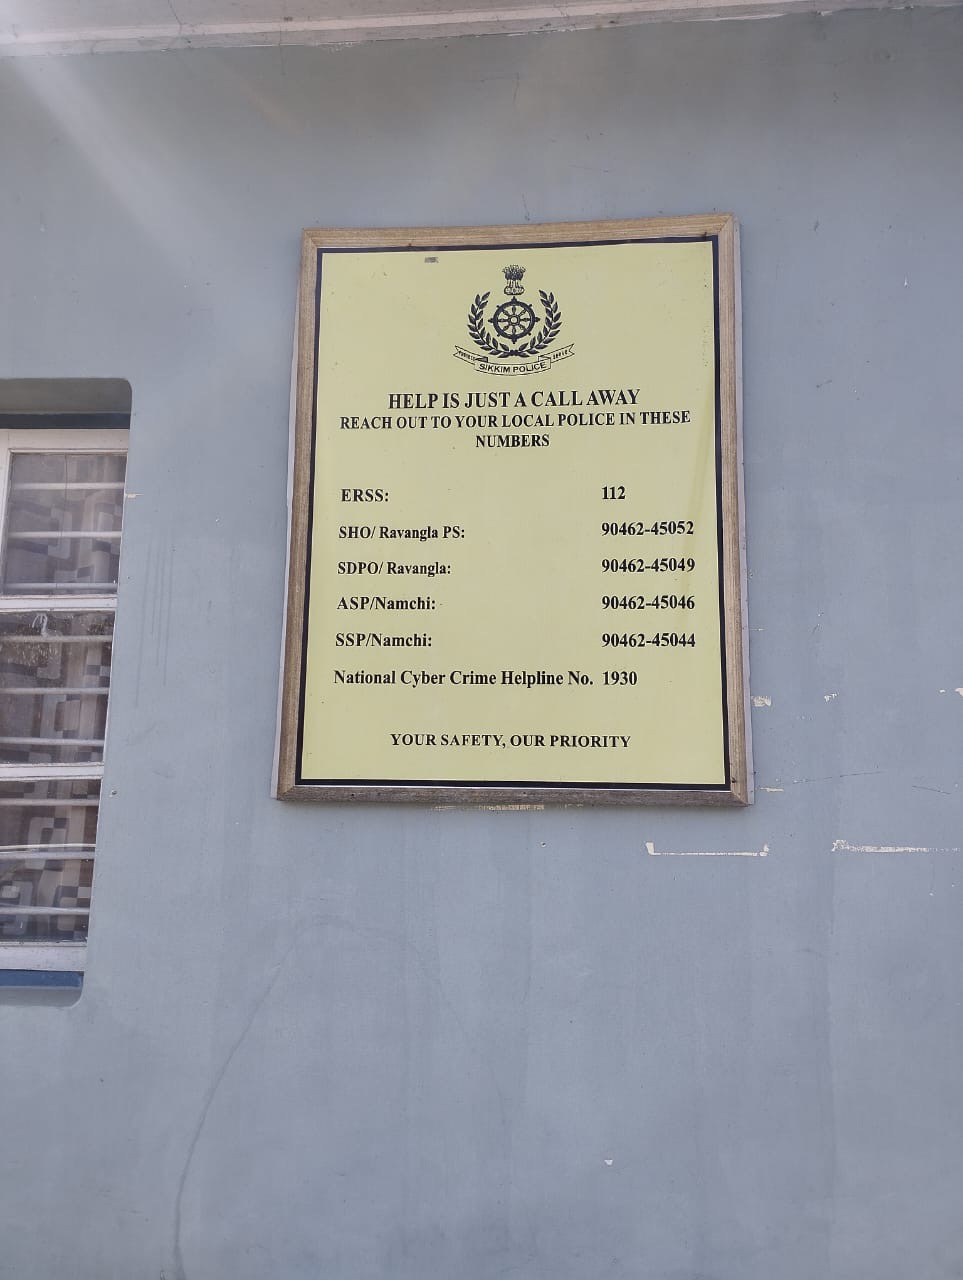 SIKKIM POLICE
HELP IS JUST A CALL AWAY
REACH OUT TO YOUR LOCAL POLICE IN THESE
NUMBERS
ERSS: 112
SHO/ Ravangla PS: 90462-45052
SDPO/ Ravangla: 90462-45049
ASP/Namchi: 90462-45046
SSP/Namchi: 90462-45044
National Cyber Crime Helpline No. 1930
YOUR SAFETY, OUR PRIORITY